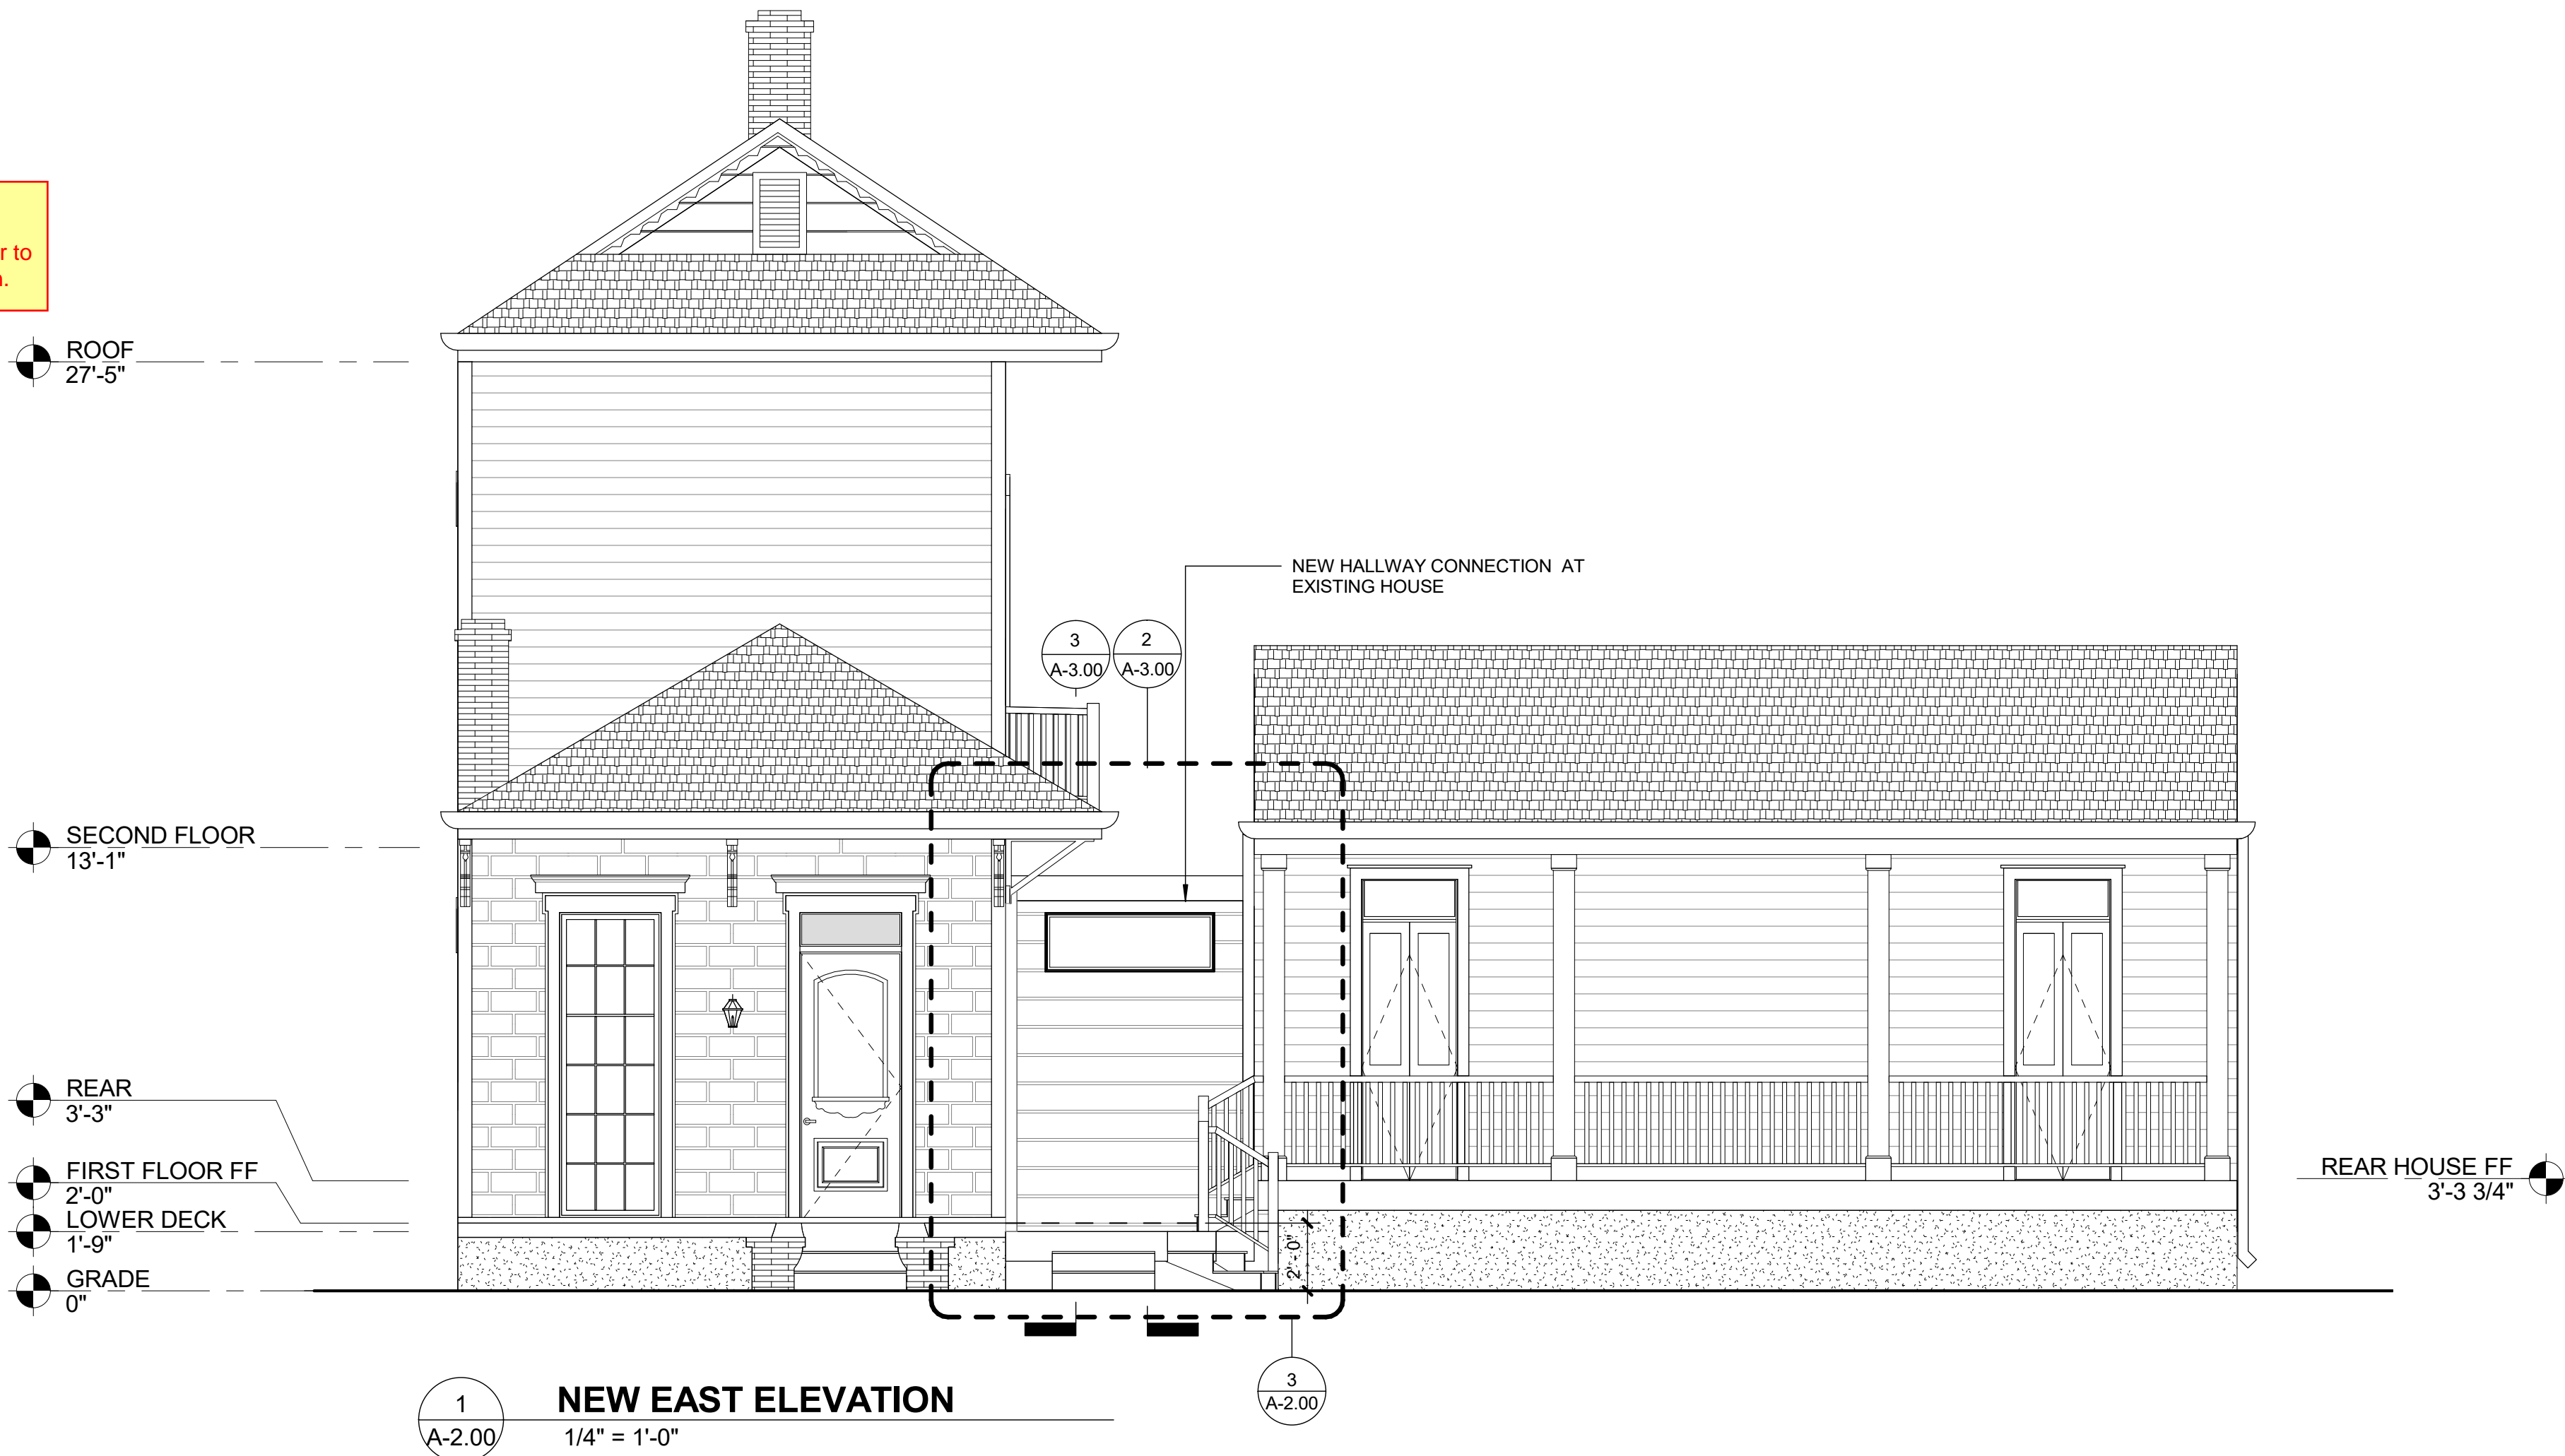 r to
n.
ROOF
27'-5"
NEW HALLWAY CONNECTION AT
EXISTING HOUSE
3
A-3.00
2
A-3.00
SECOND FLOOR
13'-1"
REAR
3'-3"
FIRST FLOOR FF
2'-0"
LOWER DECK
1'-9"
GRADE
0"
REAR HOUSE FF
3'-3 3/4"
2'-0"
3
A-2.00
1
A-2.00
NEW EAST ELEVATION
1/4" = 1'-0"